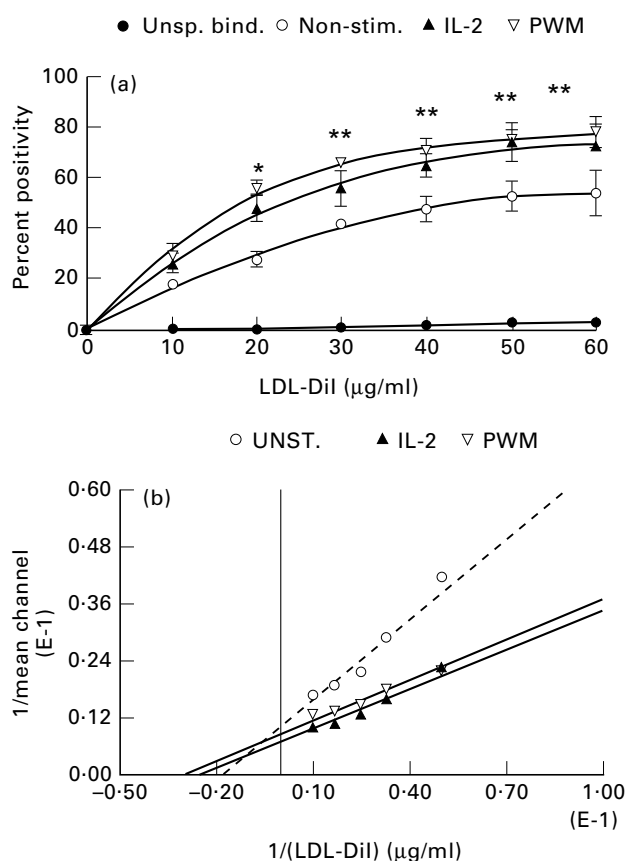 ● Unsp. bind. ○ Non-stim. ▲ IL-2 ▽ PWM
(a)
100
80
60
40
20
0
Percent positivity
* ** ** ** **
0 10 20 30 40 50 60
LDL-DiI (μg/ml)
○ UNST. ▲ IL-2 ▽ PWM
(b)
0·60
0·48
0·36
0·24
0·12
0·00
1/mean channel
(E-1)
–0·50 –0·20 0·10 0·40 0·70 1·00
(E-1)
1/(LDL-DiI) (μg/ml)